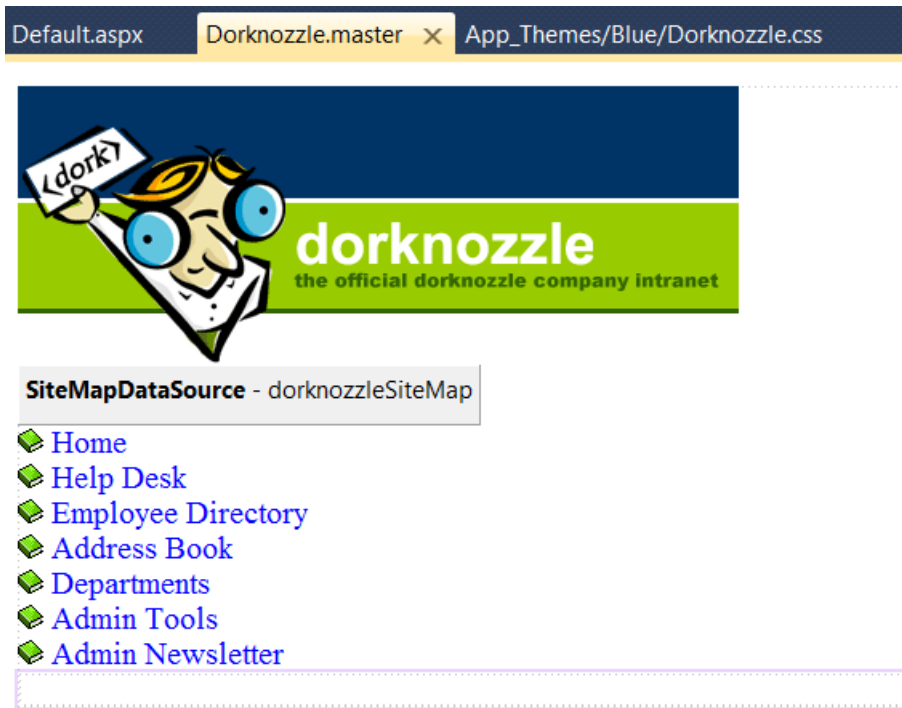 Default.aspx Dorknozzle.master × App_Themes/Blue/Dorknozzle.css
<dork>
dorknozzle
the official dorknozzle company intranet
SiteMapDataSource - dorknozzleSiteMap
Home
Help Desk
Employee Directory
Address Book
Departments
Admin Tools
Admin Newsletter